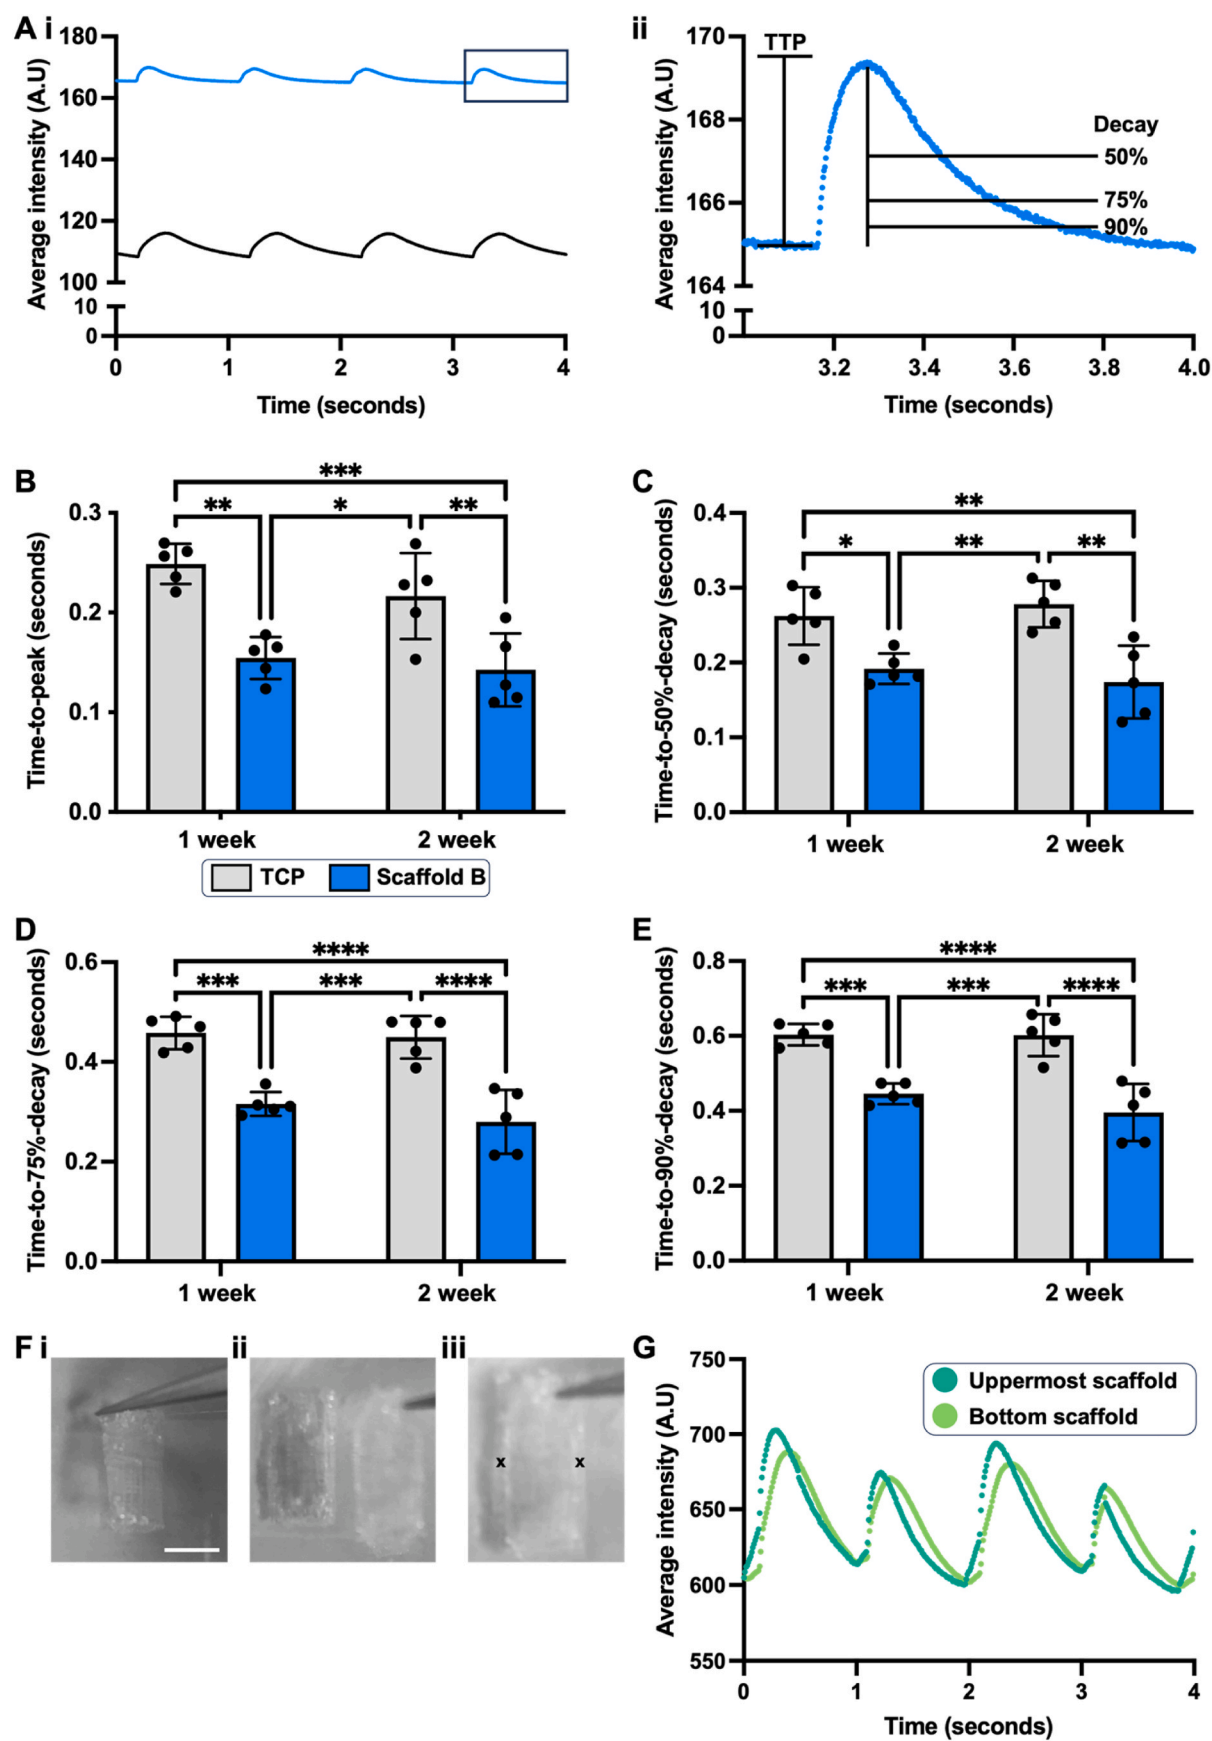 A i
180
160
140
120
100
10
0
Average intensity (A.U)
0 1 2 3 4
Time (seconds)
ii
170
168
166
164
10
0
Average intensity (A.U)
TTP
Decay
50%
75%
90%
3.2 3.4 3.6 3.8 4.0
Time (seconds)
B
***
** * **
0.3
0.2
0.1
0.0
Time-to-peak (seconds)
1 week 2 week
TCP Scaffold B
C
**
* ** **
0.4
0.3
0.2
0.1
0.0
Time-to-50%-decay (seconds)
1 week 2 week
D
****
*** *** ****
0.6
0.4
0.2
0.0
Time-to-75%-decay (seconds)
1 week 2 week
E
****
*** *** ****
0.8
0.6
0.4
0.2
0.0
Time-to-90%-decay (seconds)
1 week 2 week
F i ii iii
x x
G
750
700
650
600
550
Average intensity (A.U)
Uppermost scaffold
Bottom scaffold
0 1 2 3 4
Time (seconds)